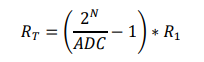 R_T = (2^N / ADC − 1) * R_1